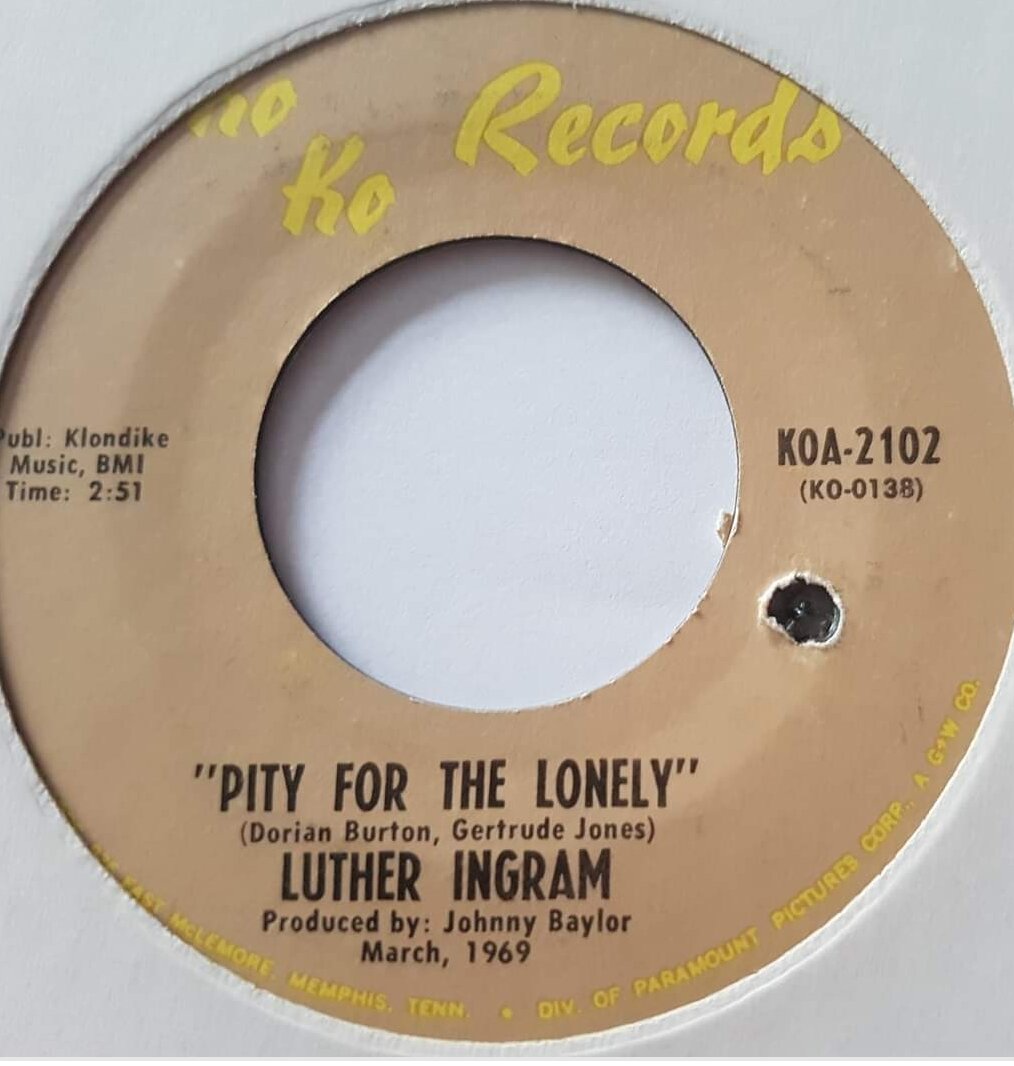 Ko
Ko Records
Publ: Klondike
Music, BMI
Time: 2:51
KOA-2102
(KO-0138)
"PITY FOR THE LONELY"
(Dorian Burton, Gertrude Jones)
LUTHER INGRAM
Produced by: Johnny Baylor
March, 1969
EAST McLEMORE, MEMPHIS, TENN. • DIV. OF PARAMOUNT PICTURES CORP., A G+W CO.